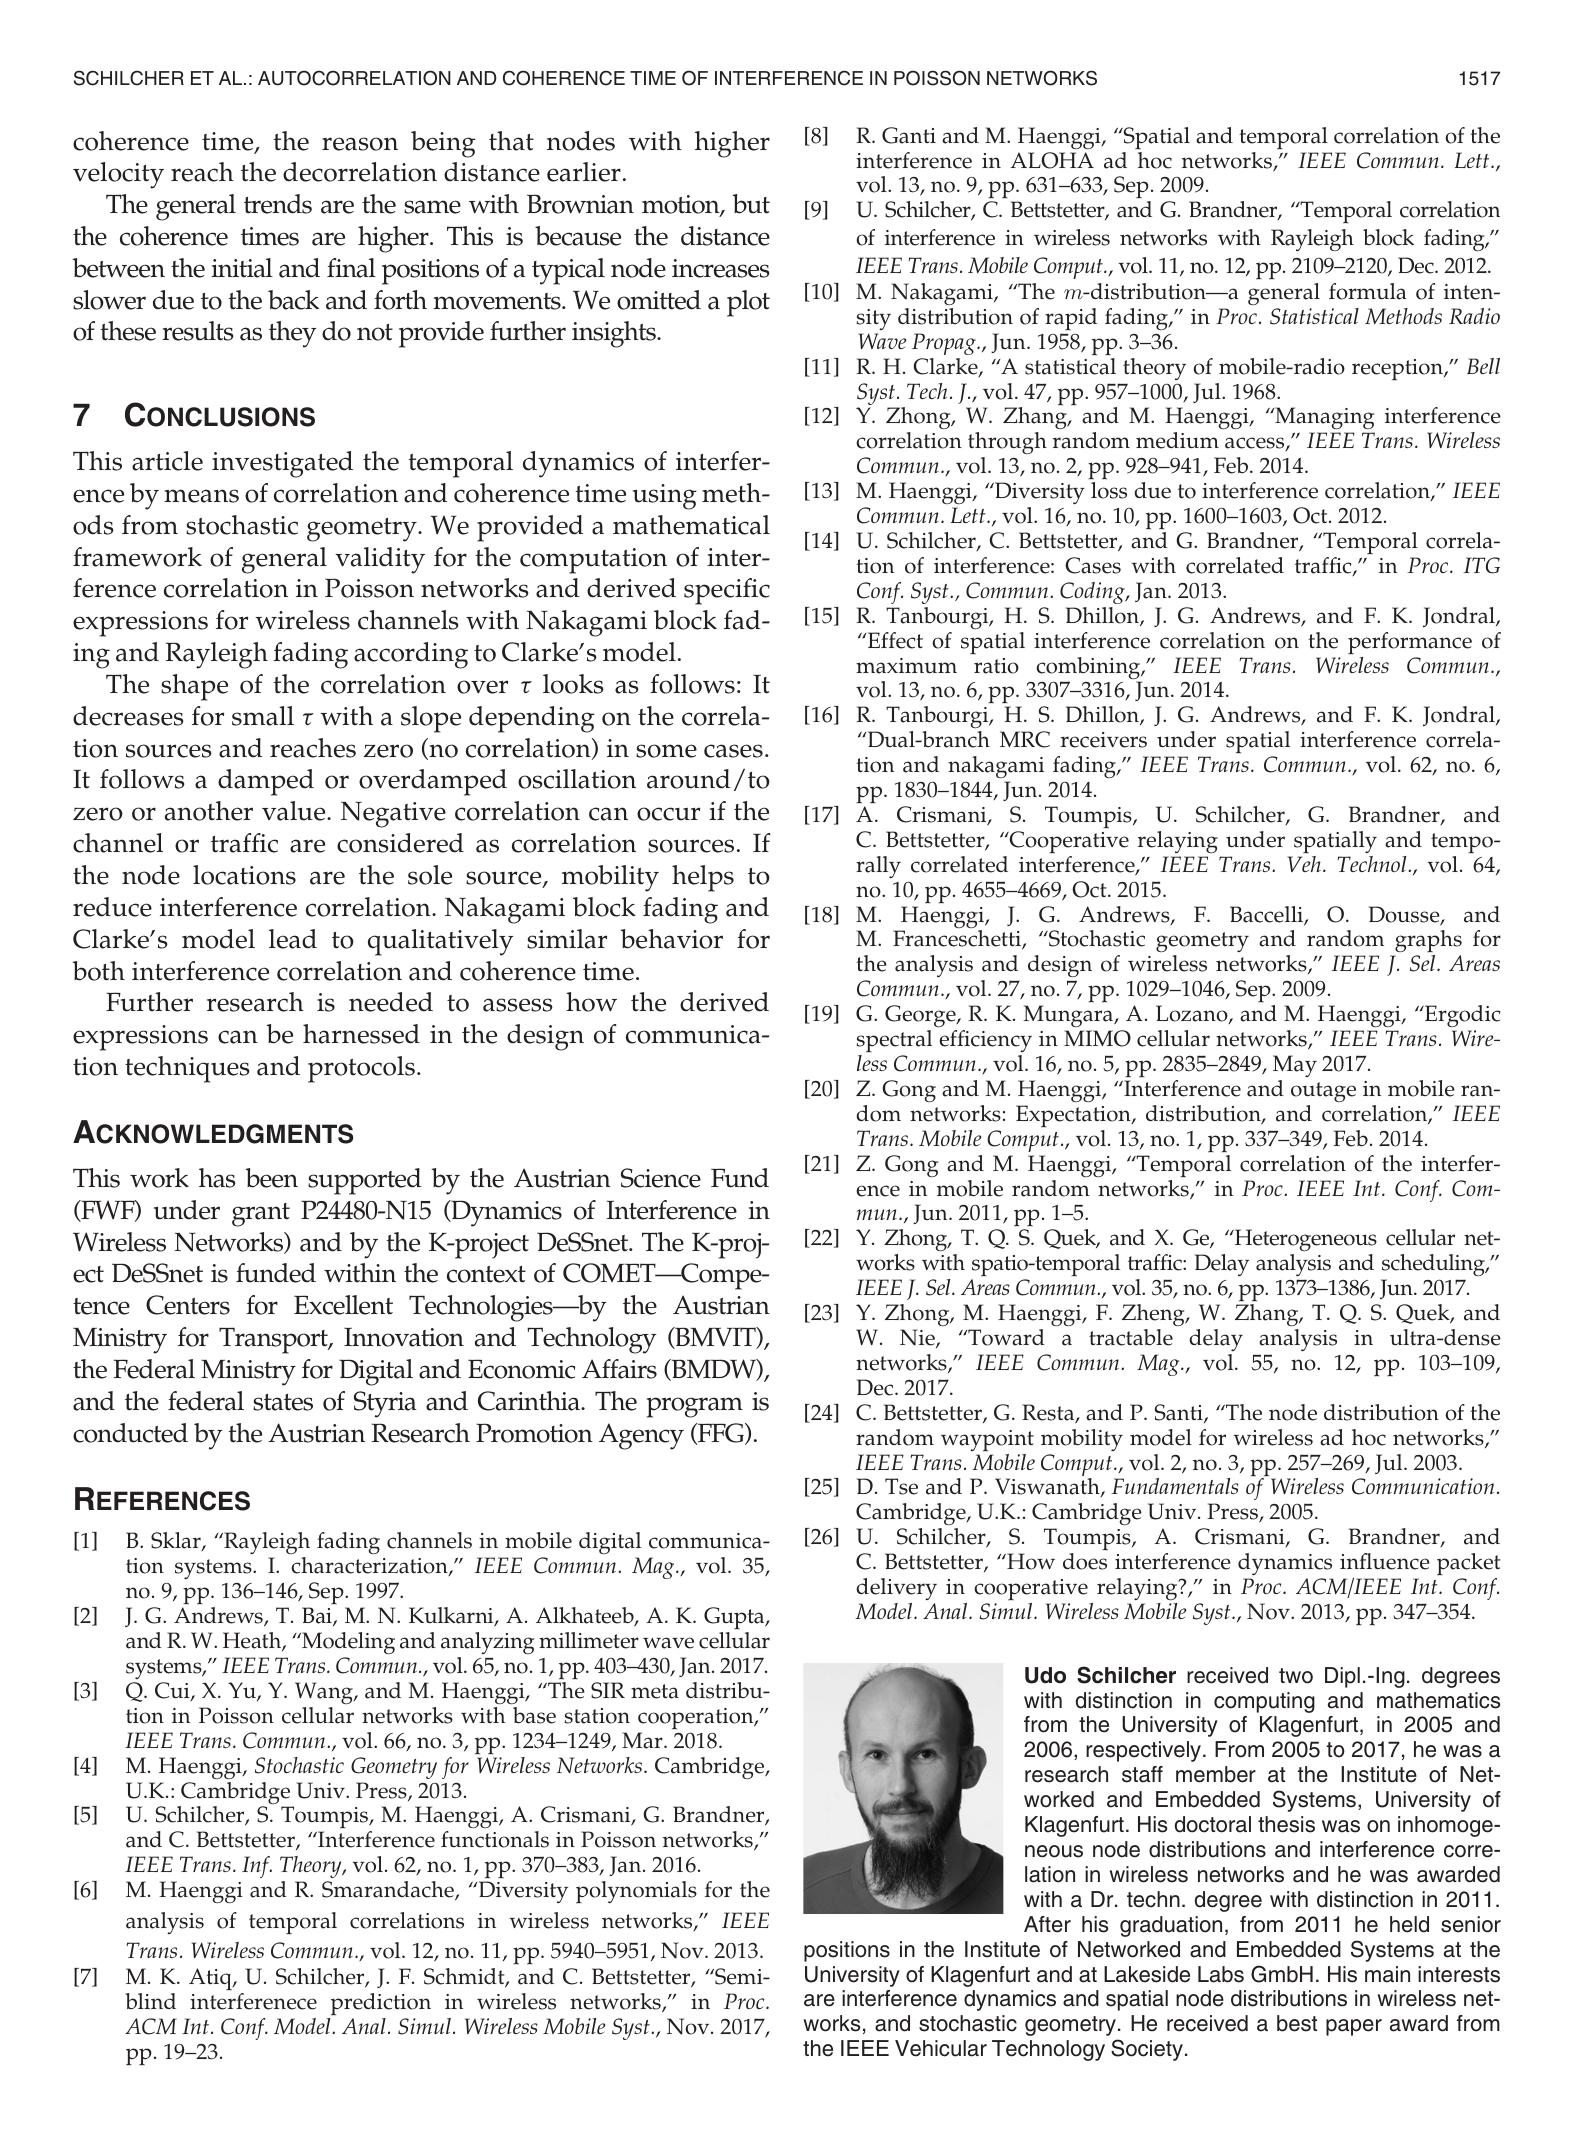 SCHILCHER ET AL.: AUTOCORRELATION AND COHERENCE TIME OF INTERFERENCE IN POISSON NETWORKS 1517
coherence time, the reason being that nodes with higher
velocity reach the decorrelation distance earlier.
The general trends are the same with Brownian motion, but
the coherence times are higher. This is because the distance
between the initial and final positions of a typical node increases
slower due to the back and forth movements. We omitted a plot
of these results as they do not provide further insights.
7 CONCLUSIONS
This article investigated the temporal dynamics of interfer-
ence by means of correlation and coherence time using meth-
ods from stochastic geometry. We provided a mathematical
framework of general validity for the computation of inter-
ference correlation in Poisson networks and derived specific
expressions for wireless channels with Nakagami block fad-
ing and Rayleigh fading according to Clarke's model.
The shape of the correlation over τ looks as follows: It
decreases for small τ with a slope depending on the correla-
tion sources and reaches zero (no correlation) in some cases.
It follows a damped or overdamped oscillation around/to
zero or another value. Negative correlation can occur if the
channel or traffic are considered as correlation sources. If
the node locations are the sole source, mobility helps to
reduce interference correlation. Nakagami block fading and
Clarke's model lead to qualitatively similar behavior for
both interference correlation and coherence time.
Further research is needed to assess how the derived
expressions can be harnessed in the design of communica-
tion techniques and protocols.
ACKNOWLEDGMENTS
This work has been supported by the Austrian Science Fund
(FWF) under grant P24480-N15 (Dynamics of Interference in
Wireless Networks) and by the K-project DeSSnet. The K-proj-
ect DeSSnet is funded within the context of COMET—Compe-
tence Centers for Excellent Technologies—by the Austrian
Ministry for Transport, Innovation and Technology (BMVIT),
the Federal Ministry for Digital and Economic Affairs (BMDW),
and the federal states of Styria and Carinthia. The program is
conducted by the Austrian Research Promotion Agency (FFG).
REFERENCES
[1] B. Sklar, “Rayleigh fading channels in mobile digital communica-
tion systems. I. characterization,” IEEE Commun. Mag., vol. 35,
no. 9, pp. 136–146, Sep. 1997.
[2] J. G. Andrews, T. Bai, M. N. Kulkarni, A. Alkhateeb, A. K. Gupta,
and R. W. Heath, “Modeling and analyzing millimeter wave cellular
systems,” IEEE Trans. Commun., vol. 65, no. 1, pp. 403–430, Jan. 2017.
[3] Q. Cui, X. Yu, Y. Wang, and M. Haenggi, “The SIR meta distribu-
tion in Poisson cellular networks with base station cooperation,”
IEEE Trans. Commun., vol. 66, no. 3, pp. 1234–1249, Mar. 2018.
[4] M. Haenggi, Stochastic Geometry for Wireless Networks. Cambridge,
U.K.: Cambridge Univ. Press, 2013.
[5] U. Schilcher, S. Toumpis, M. Haenggi, A. Crismani, G. Brandner,
and C. Bettstetter, “Interference functionals in Poisson networks,”
IEEE Trans. Inf. Theory, vol. 62, no. 1, pp. 370–383, Jan. 2016.
[6] M. Haenggi and R. Smarandache, “Diversity polynomials for the
analysis of temporal correlations in wireless networks,” IEEE
Trans. Wireless Commun., vol. 12, no. 11, pp. 5940–5951, Nov. 2013.
[7] M. K. Atiq, U. Schilcher, J. F. Schmidt, and C. Bettstetter, “Semi-
blind interferenece prediction in wireless networks,” in Proc.
ACM Int. Conf. Model. Anal. Simul. Wireless Mobile Syst., Nov. 2017,
pp. 19–23.
[8] R. Ganti and M. Haenggi, “Spatial and temporal correlation of the
interference in ALOHA ad hoc networks,” IEEE Commun. Lett.,
vol. 13, no. 9, pp. 631–633, Sep. 2009.
[9] U. Schilcher, C. Bettstetter, and G. Brandner, “Temporal correlation
of interference in wireless networks with Rayleigh block fading,”
IEEE Trans. Mobile Comput., vol. 11, no. 12, pp. 2109–2120, Dec. 2012.
[10] M. Nakagami, “The m-distribution—a general formula of inten-
sity distribution of rapid fading,” in Proc. Statistical Methods Radio
Wave Propag., Jun. 1958, pp. 3–36.
[11] R. H. Clarke, “A statistical theory of mobile-radio reception,” Bell
Syst. Tech. J., vol. 47, pp. 957–1000, Jul. 1968.
[12] Y. Zhong, W. Zhang, and M. Haenggi, “Managing interference
correlation through random medium access,” IEEE Trans. Wireless
Commun., vol. 13, no. 2, pp. 928–941, Feb. 2014.
[13] M. Haenggi, “Diversity loss due to interference correlation,” IEEE
Commun. Lett., vol. 16, no. 10, pp. 1600–1603, Oct. 2012.
[14] U. Schilcher, C. Bettstetter, and G. Brandner, “Temporal correla-
tion of interference: Cases with correlated traffic,” in Proc. ITG
Conf. Syst., Commun. Coding, Jan. 2013.
[15] R. Tanbourgi, H. S. Dhillon, J. G. Andrews, and F. K. Jondral,
“Effect of spatial interference correlation on the performance of
maximum ratio combining,” IEEE Trans. Wireless Commun.,
vol. 13, no. 6, pp. 3307–3316, Jun. 2014.
[16] R. Tanbourgi, H. S. Dhillon, J. G. Andrews, and F. K. Jondral,
“Dual-branch MRC receivers under spatial interference correla-
tion and nakagami fading,” IEEE Trans. Commun., vol. 62, no. 6,
pp. 1830–1844, Jun. 2014.
[17] A. Crismani, S. Toumpis, U. Schilcher, G. Brandner, and
C. Bettstetter, “Cooperative relaying under spatially and tempo-
rally correlated interference,” IEEE Trans. Veh. Technol., vol. 64,
no. 10, pp. 4655–4669, Oct. 2015.
[18] M. Haenggi, J. G. Andrews, F. Baccelli, O. Dousse, and
M. Franceschetti, “Stochastic geometry and random graphs for
the analysis and design of wireless networks,” IEEE J. Sel. Areas
Commun., vol. 27, no. 7, pp. 1029–1046, Sep. 2009.
[19] G. George, R. K. Mungara, A. Lozano, and M. Haenggi, “Ergodic
spectral efficiency in MIMO cellular networks,” IEEE Trans. Wire-
less Commun., vol. 16, no. 5, pp. 2835–2849, May 2017.
[20] Z. Gong and M. Haenggi, “Interference and outage in mobile ran-
dom networks: Expectation, distribution, and correlation,” IEEE
Trans. Mobile Comput., vol. 13, no. 1, pp. 337–349, Feb. 2014.
[21] Z. Gong and M. Haenggi, “Temporal correlation of the interfer-
ence in mobile random networks,” in Proc. IEEE Int. Conf. Com-
mun., Jun. 2011, pp. 1–5.
[22] Y. Zhong, T. Q. S. Quek, and X. Ge, “Heterogeneous cellular net-
works with spatio-temporal traffic: Delay analysis and scheduling,”
IEEE J. Sel. Areas Commun., vol. 35, no. 6, pp. 1373–1386, Jun. 2017.
[23] Y. Zhong, M. Haenggi, F. Zheng, W. Zhang, T. Q. S. Quek, and
W. Nie, “Toward a tractable delay analysis in ultra-dense
networks,” IEEE Commun. Mag., vol. 55, no. 12, pp. 103–109,
Dec. 2017.
[24] C. Bettstetter, G. Resta, and P. Santi, “The node distribution of the
random waypoint mobility model for wireless ad hoc networks,”
IEEE Trans. Mobile Comput., vol. 2, no. 3, pp. 257–269, Jul. 2003.
[25] D. Tse and P. Viswanath, Fundamentals of Wireless Communication.
Cambridge, U.K.: Cambridge Univ. Press, 2005.
[26] U. Schilcher, S. Toumpis, A. Crismani, G. Brandner, and
C. Bettstetter, “How does interference dynamics influence packet
delivery in cooperative relaying?,” in Proc. ACM/IEEE Int. Conf.
Model. Anal. Simul. Wireless Mobile Syst., Nov. 2013, pp. 347–354.
Udo Schilcher received two Dipl.-Ing. degrees
with distinction in computing and mathematics
from the University of Klagenfurt, in 2005 and
2006, respectively. From 2005 to 2017, he was a
research staff member at the Institute of Net-
worked and Embedded Systems, University of
Klagenfurt. His doctoral thesis was on inhomoge-
neous node distributions and interference corre-
lation in wireless networks and he was awarded
with a Dr. techn. degree with distinction in 2011.
After his graduation, from 2011 he held senior
positions in the Institute of Networked and Embedded Systems at the
University of Klagenfurt and at Lakeside Labs GmbH. His main interests
are interference dynamics and spatial node distributions in wireless net-
works, and stochastic geometry. He received a best paper award from
the IEEE Vehicular Technology Society.